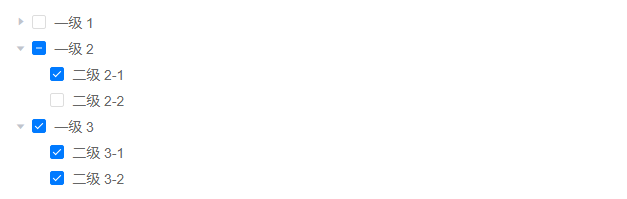 一级 1
一级 2
二级 2-1
二级 2-2
一级 3
二级 3-1
二级 3-2